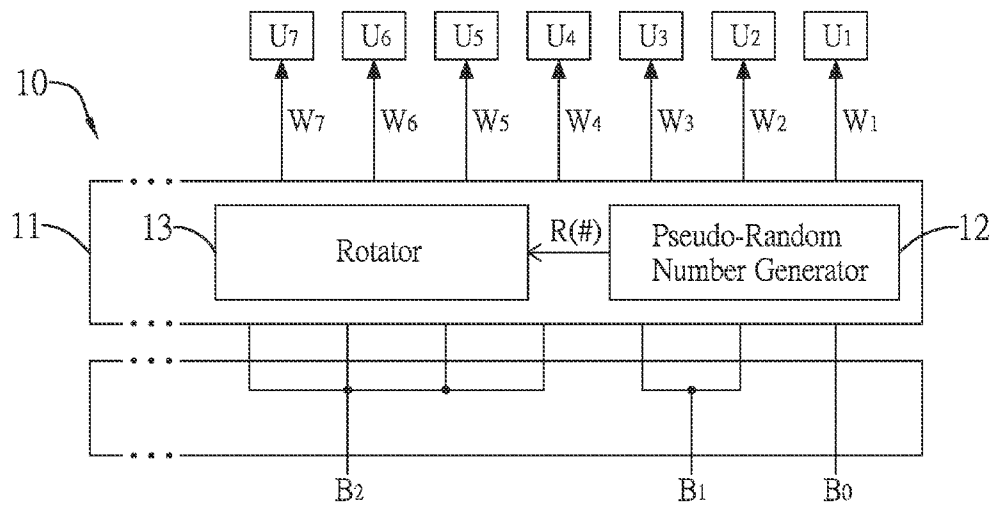 U7 U6 U5 U4 U3 U2 U1
10
W7 W6 W5 W4 W3 W2 W1
11
13
Rotator
R(#)
Pseudo-Random
Number Generator
12
B2 B1 B0